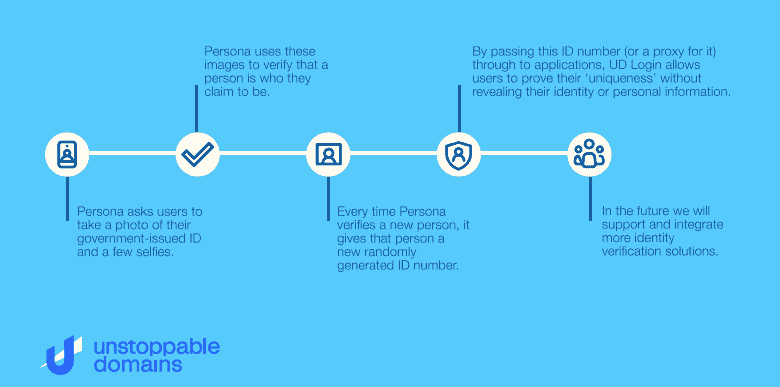 Persona asks users to
take a photo of their
government-issued ID
and a few selfies.
Persona uses these
images to verify that a
person is who they
claim to be.
Every time Persona
verifies a new person, it
gives that person a
new randomly
generated ID number.
By passing this ID number (or a proxy for it)
through to applications, UD Login allows
users to prove their ‘uniqueness’ without
revealing their identity or personal information.
In the future we will
support and integrate
more identity
verification solutions.
unstoppable
domains